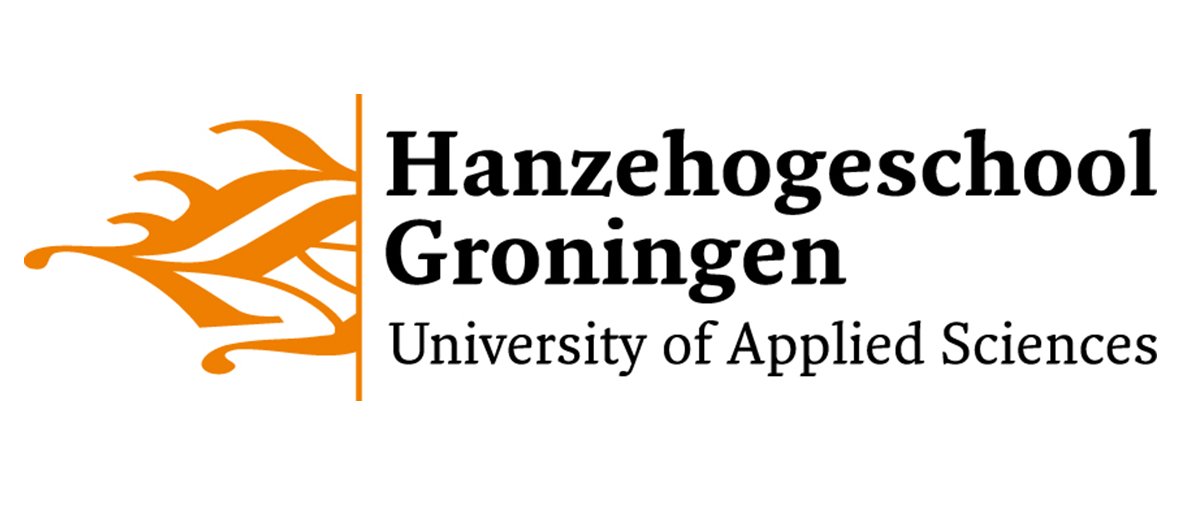 Hanzehogeschool
Groningen
University of Applied Sciences